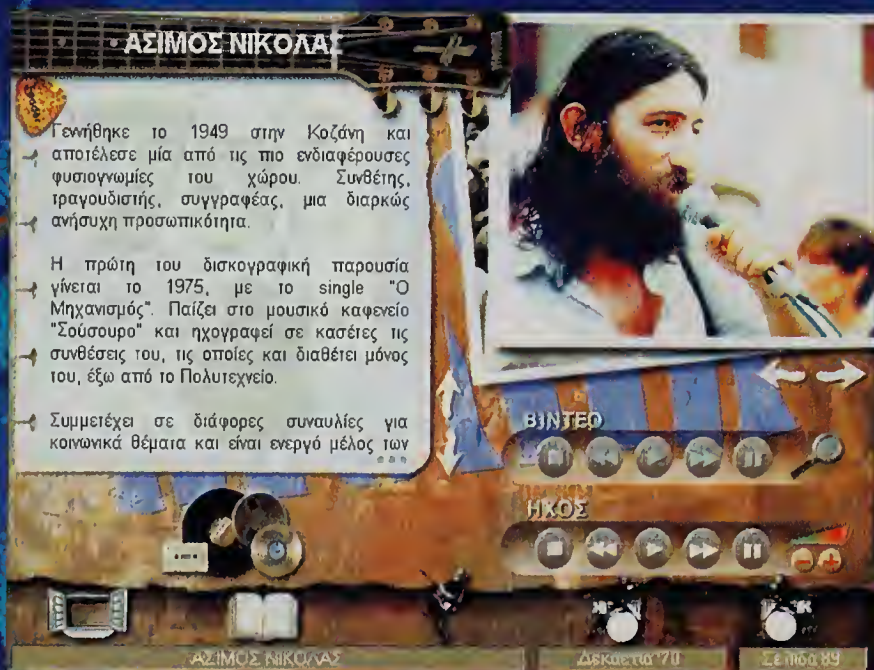 ΑΣΙΜΟΣ ΝΙΚΟΛΑΣ
Γεννήθηκε το 1949 στην Κοζάνη και
αποτέλεσε μία από τις πιο ενδιαφέρουσες
φυσιογνωμίες του χώρου. Συνθέτης,
τραγουδιστής, συγγραφέας, μια διαρκώς
ανήσυχη προσωπικότητα.
Η πρώτη του δισκογραφική παρουσία
γίνεται το 1975, με το single "Ο
Μηχανισμός". Παίζει στο μουσικό καφενείο
"Σούσουρο" και ηχογραφεί σε κασέτες τις
συνθέσεις του, τις οποίες και διαθέτει μόνος
του, έξω από το Πολυτεχνείο.
Συμμετέχει σε διάφορες συναυλίες για
κοινωνικά θέματα και είναι ενεργό μέλος των
ΒΙΝΤΕΟ
ΗΧΟΣ
ΑΣΙΜΟΣ ΝΙΚΟΛΑΣ
Δεκαετία '70
Σελίδα 89